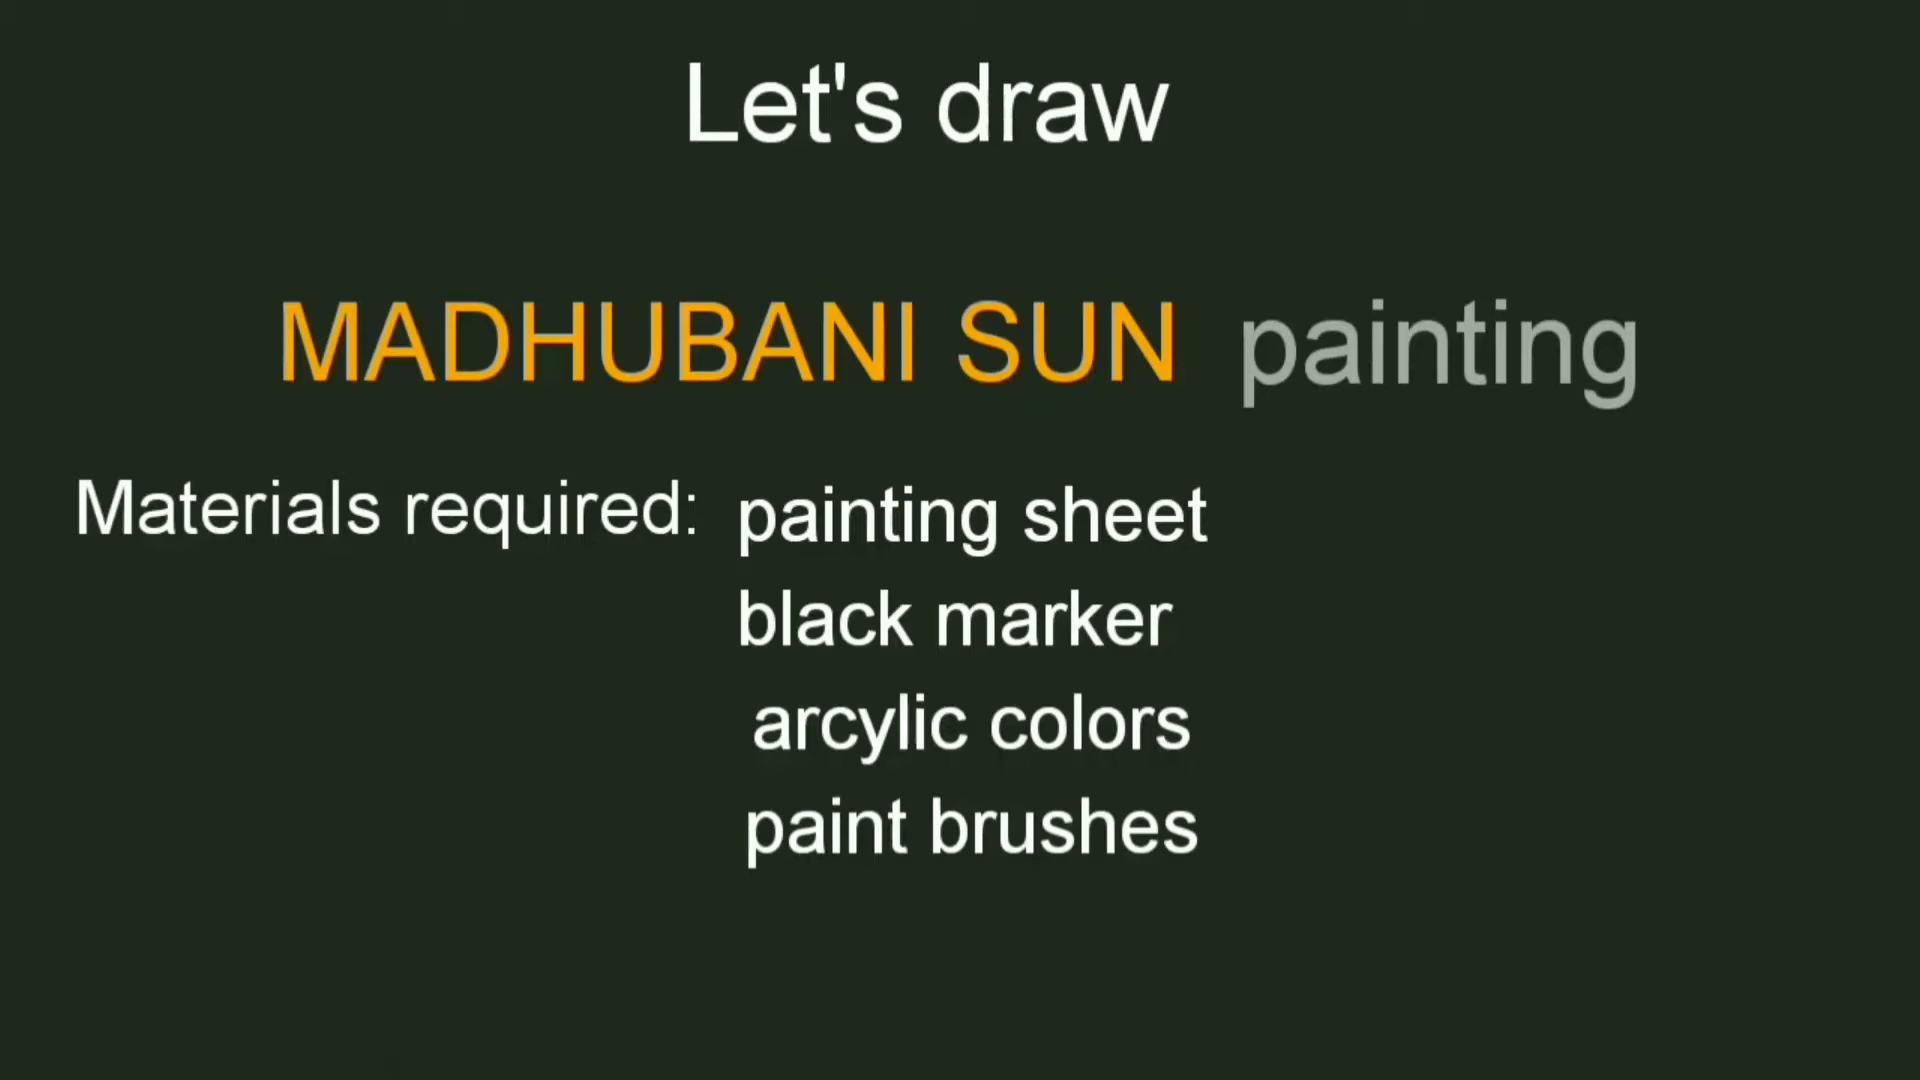 Let's draw
MADHUBANI SUN painting
Materials required: painting sheet
black marker
arcylic colors
paint brushes